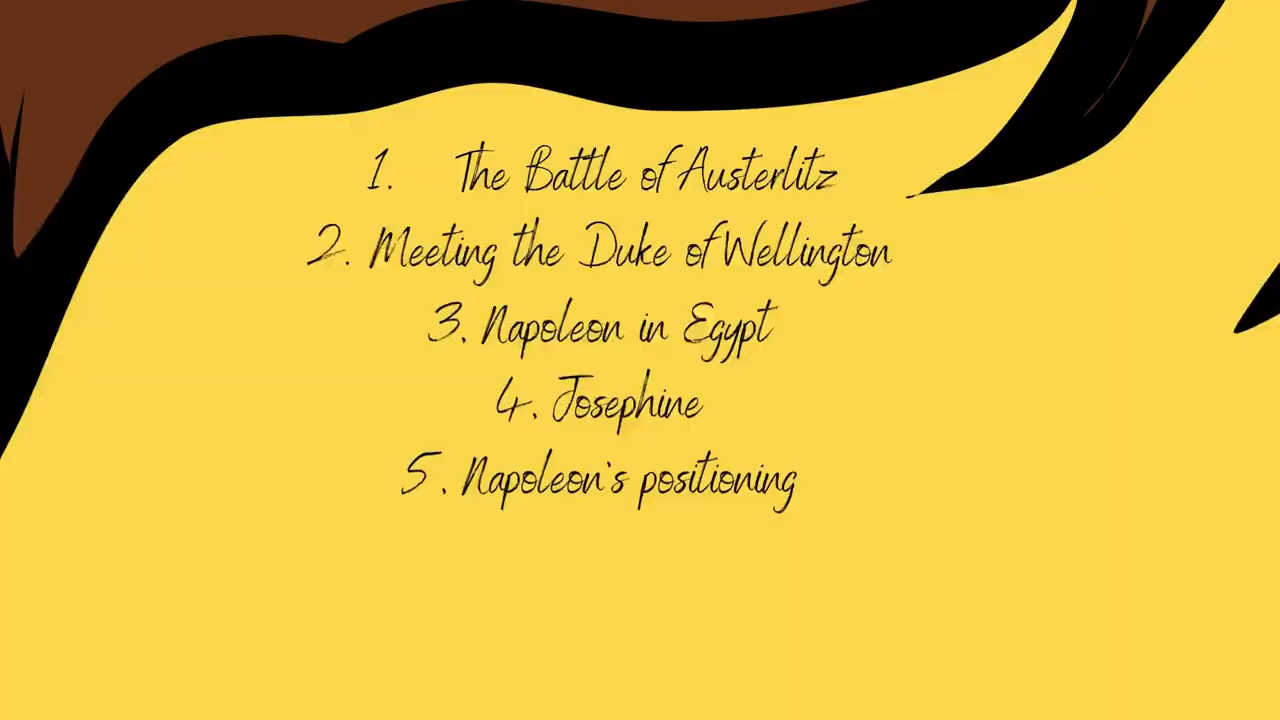 1. The Battle of Austerlitz
2. Meeting the Duke of Wellington
3. Napoleon in Egypt
4. Josephine
5. Napoleon's positioning